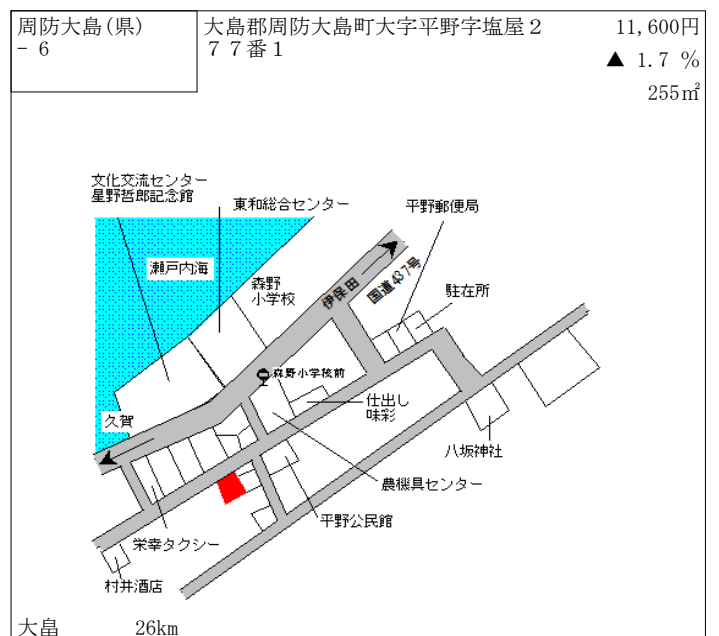 周防大島(県)
－ 6
大島郡周防大島町大字平野字塩屋２
７７番１
11,600円
▲ 1.7 %
255㎡
文化交流センター
星野哲郎記念館
東和総合センター
平野郵便局
瀬戸内海
森野
小学校
伊保田
国道437号
駐在所
森野小学校前
仕出し
味彩
久賀
八坂神社
農機具センター
平野公民館
栄幸タクシー
村井酒店
大畠
26km